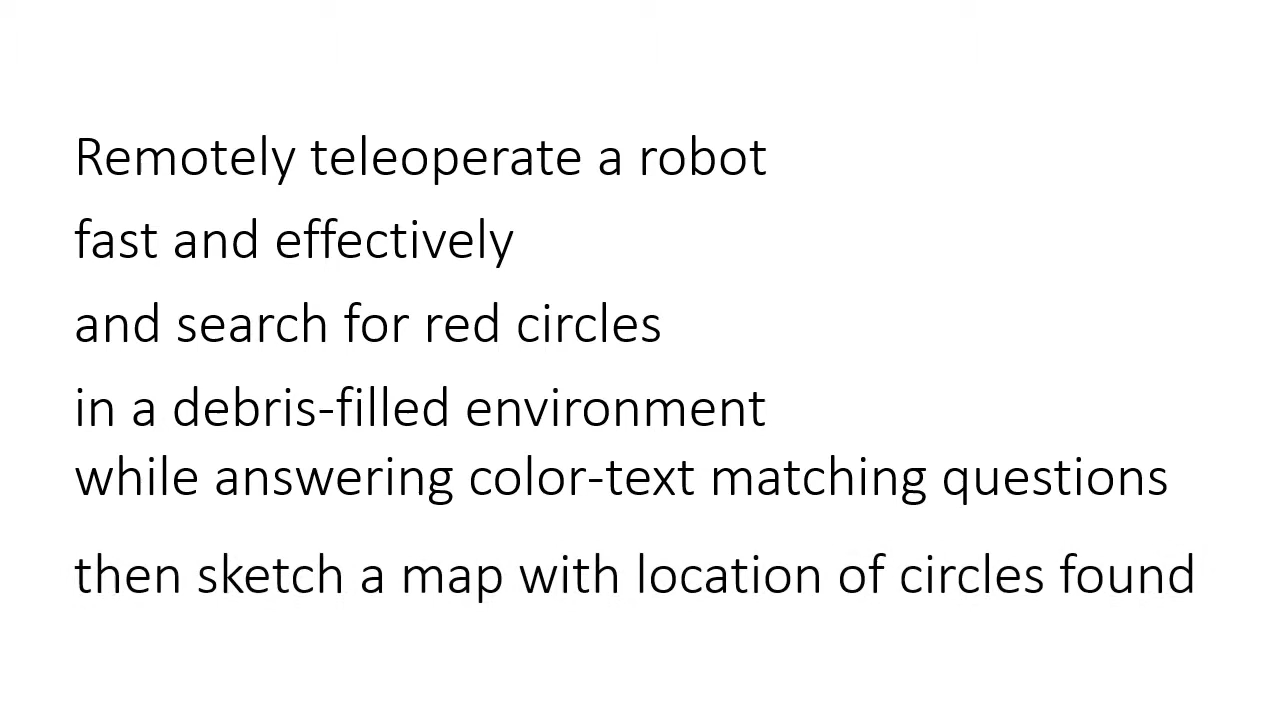 Remotely teleoperate a robot
fast and effectively
and search for red circles
in a debris-filled environment
while answering color-text matching questions
then sketch a map with location of circles found